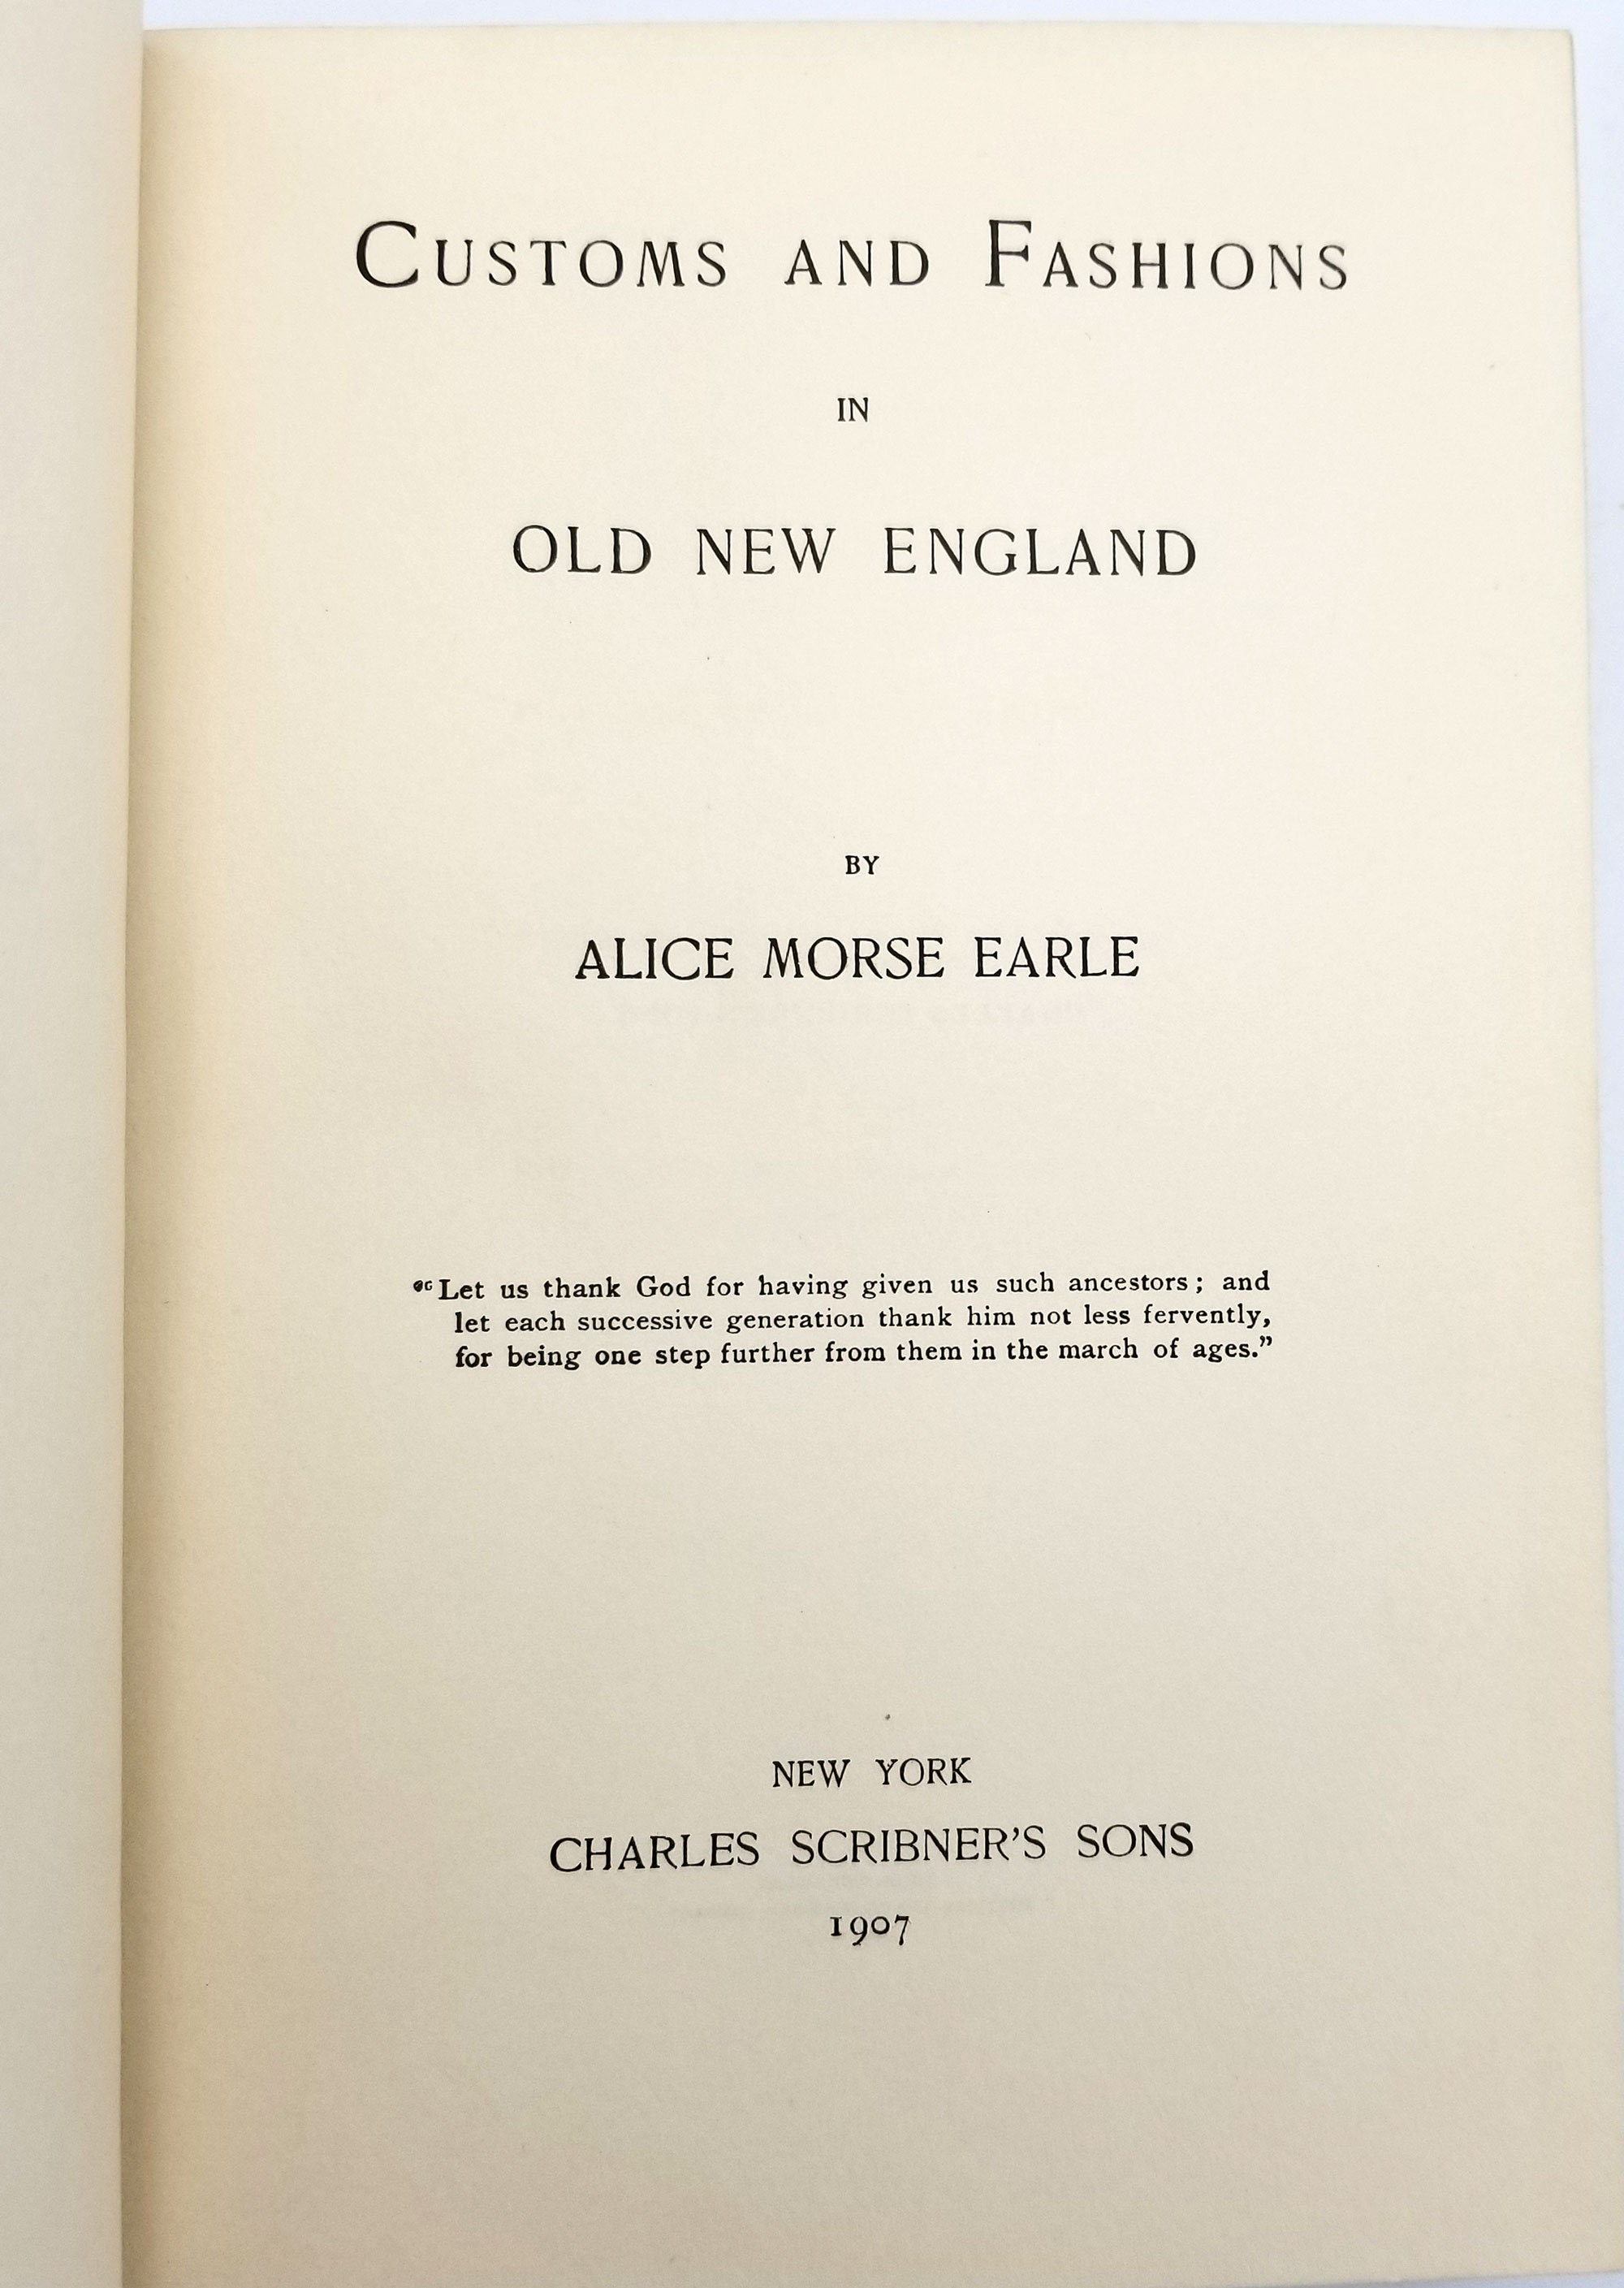 Customs and Fashions
IN
OLD NEW ENGLAND
BY
ALICE MORSE EARLE
“Let us thank God for having given us such ancestors; and
let each successive generation thank him not less fervently,
for being one step further from them in the march of ages.”
NEW YORK
CHARLES SCRIBNER’S SONS
1907